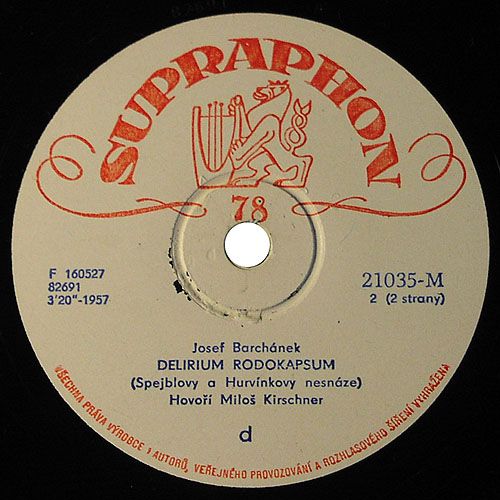 SUPRAPHON
78
F 160527
82691
3'20"-1957
21035-M
2 (2 strany)
Josef Barchánek
DELIRIUM RODOKAPSUM
(Spejblovy a Hurvínkovy nesnáze)
Hovoří Miloš Kirschner
d
VŠECHNA PRÁVA VÝROBCE I AUTORŮ, VEŘEJNÉHO PROVOZOVÁNÍ A ROZHLASOVÉHO ŠÍŘENÍ VYHRAŽENA